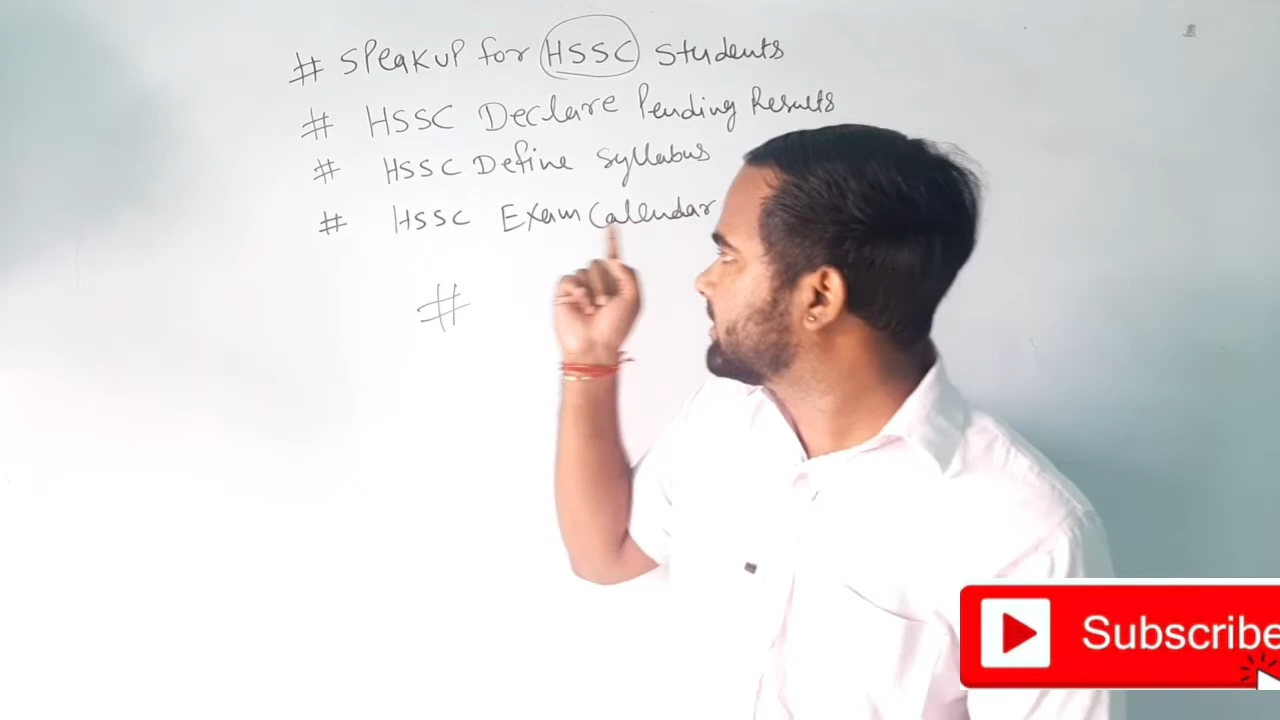 # Speakup for HSSC Students
# HSSC Declare Pending Results
# HSSC Define Syllabus
# HSSC Exam Calendar
#
Subscribe